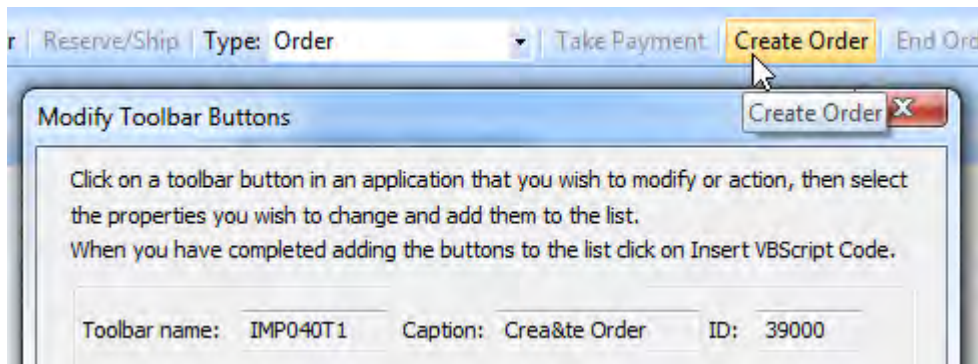 r Reserve/Ship Type: Order Take Payment Create Order End Ord
Create Order
Modify Toolbar Buttons
Click on a toolbar button in an application that you wish to modify or action, then select
the properties you wish to change and add them to the list.
When you have completed adding the buttons to the list click on Insert VBScript Code.
Toolbar name: IMP040T1 Caption: Crea&te Order ID: 39000